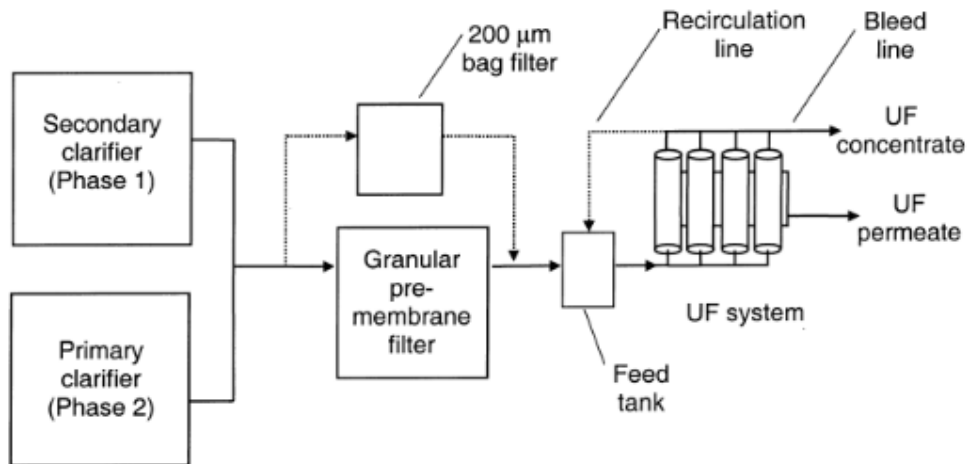 200 μm
bag filter
Recirculation
line
Bleed
line
Secondary
clarifier
(Phase 1)
UF
concentrate
UF
permeate
Granular
pre-
membrane
filter
UF system
Primary
clarifier
(Phase 2)
Feed
tank